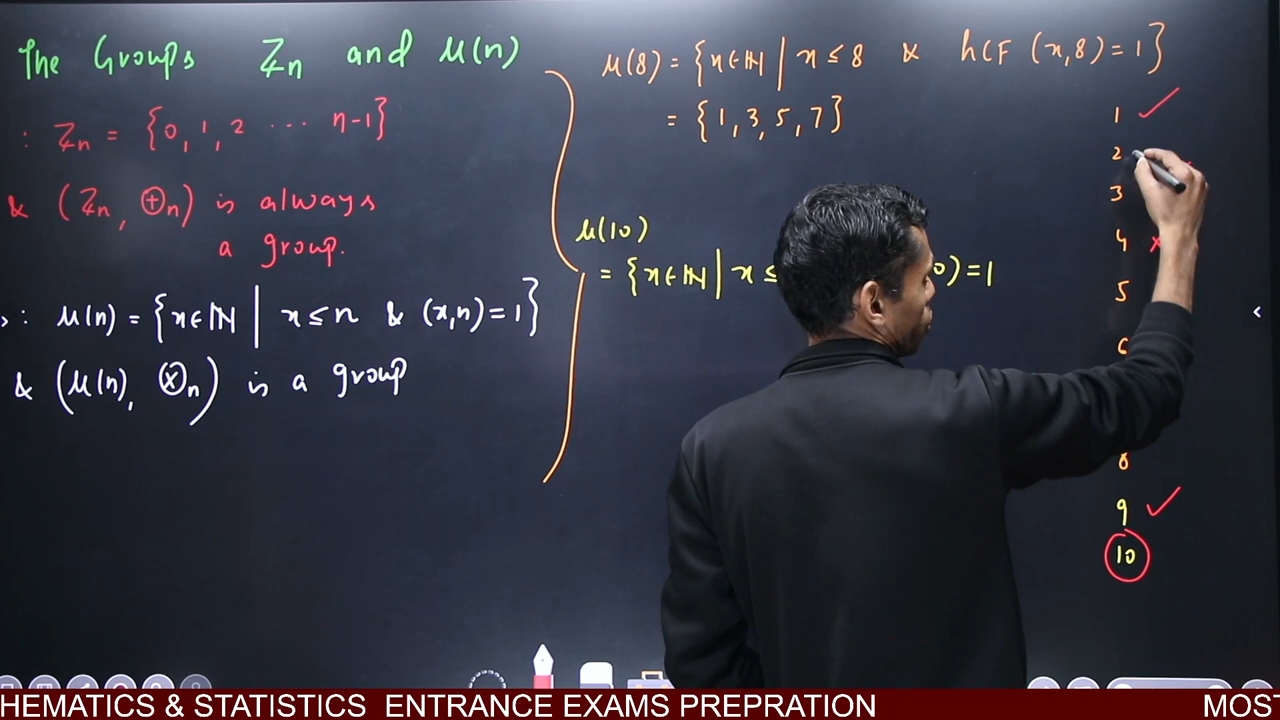 The Groups Zn and u(n)
: Zn = {0, 1, 2 ... n-1}
& (Zn, ⊕n) is always
a group.
: u(n) = {x∈ℕ | x ≤ n & (x,n)=1}
& (u(n), ⊗n) is a group
u(8) = {x∈ℕ | x ≤ 8 & hCF (x,8)=1}
= {1, 3, 5, 7}
u(10)
= {x∈ℕ | x ≤ 0)=1
1 ✓
2
3
4 ×
5
6
8
9 ✓
10
HEMATICS & STATISTICS ENTRANCE EXAMS PREPRATION MOS